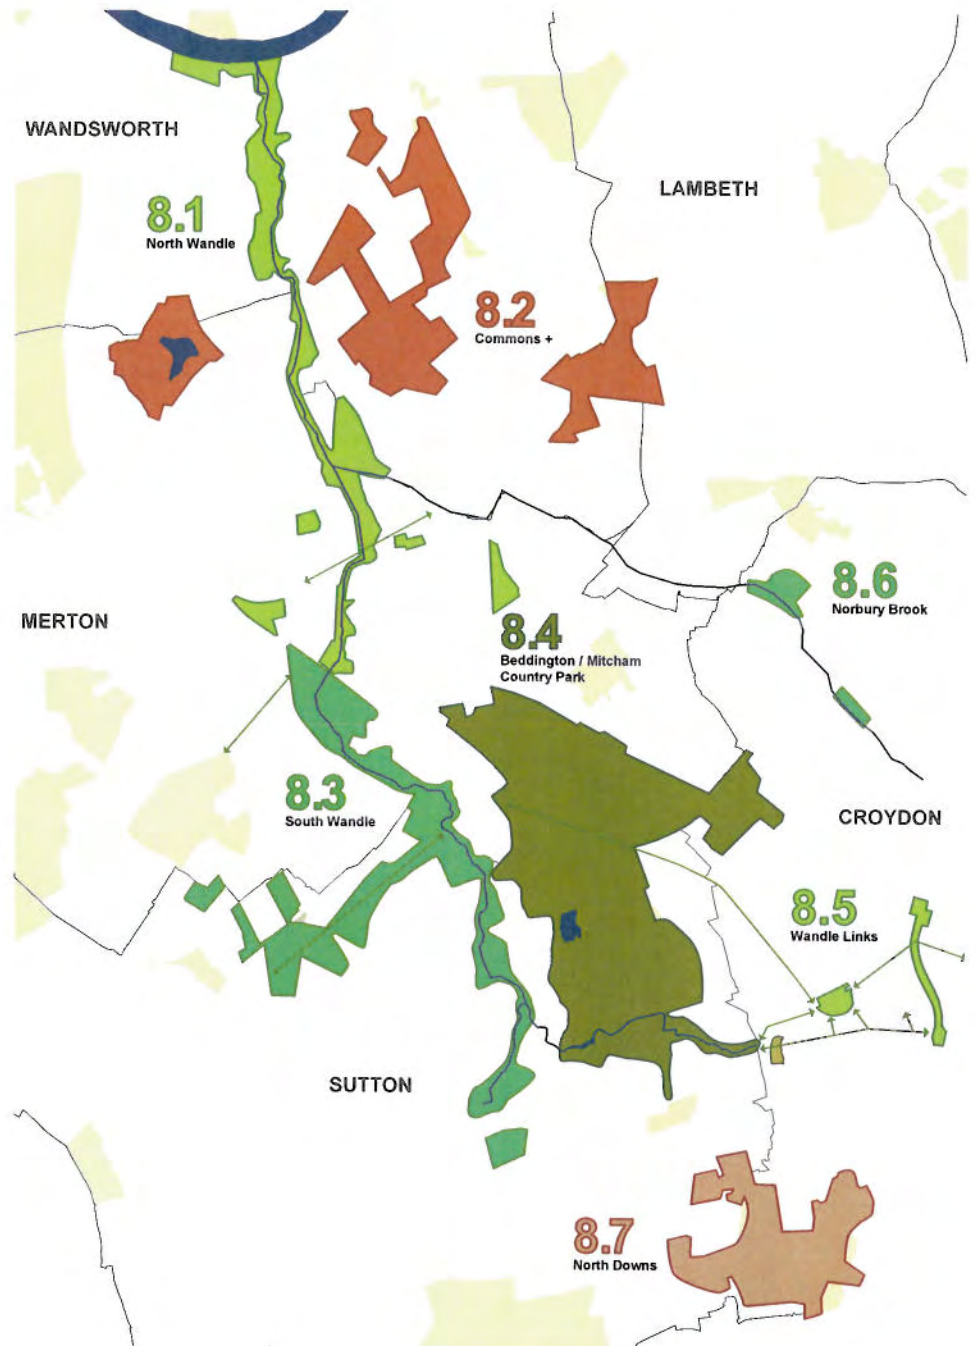 WANDSWORTH
LAMBETH
8.1
North Wandle
8.2
Commons +
8.6
Norbury Brook
MERTON
8.4
Beddington / Mitcham
Country Park
8.3
South Wandle
CROYDON
8.5
Wandle Links
SUTTON
8.7
North Downs